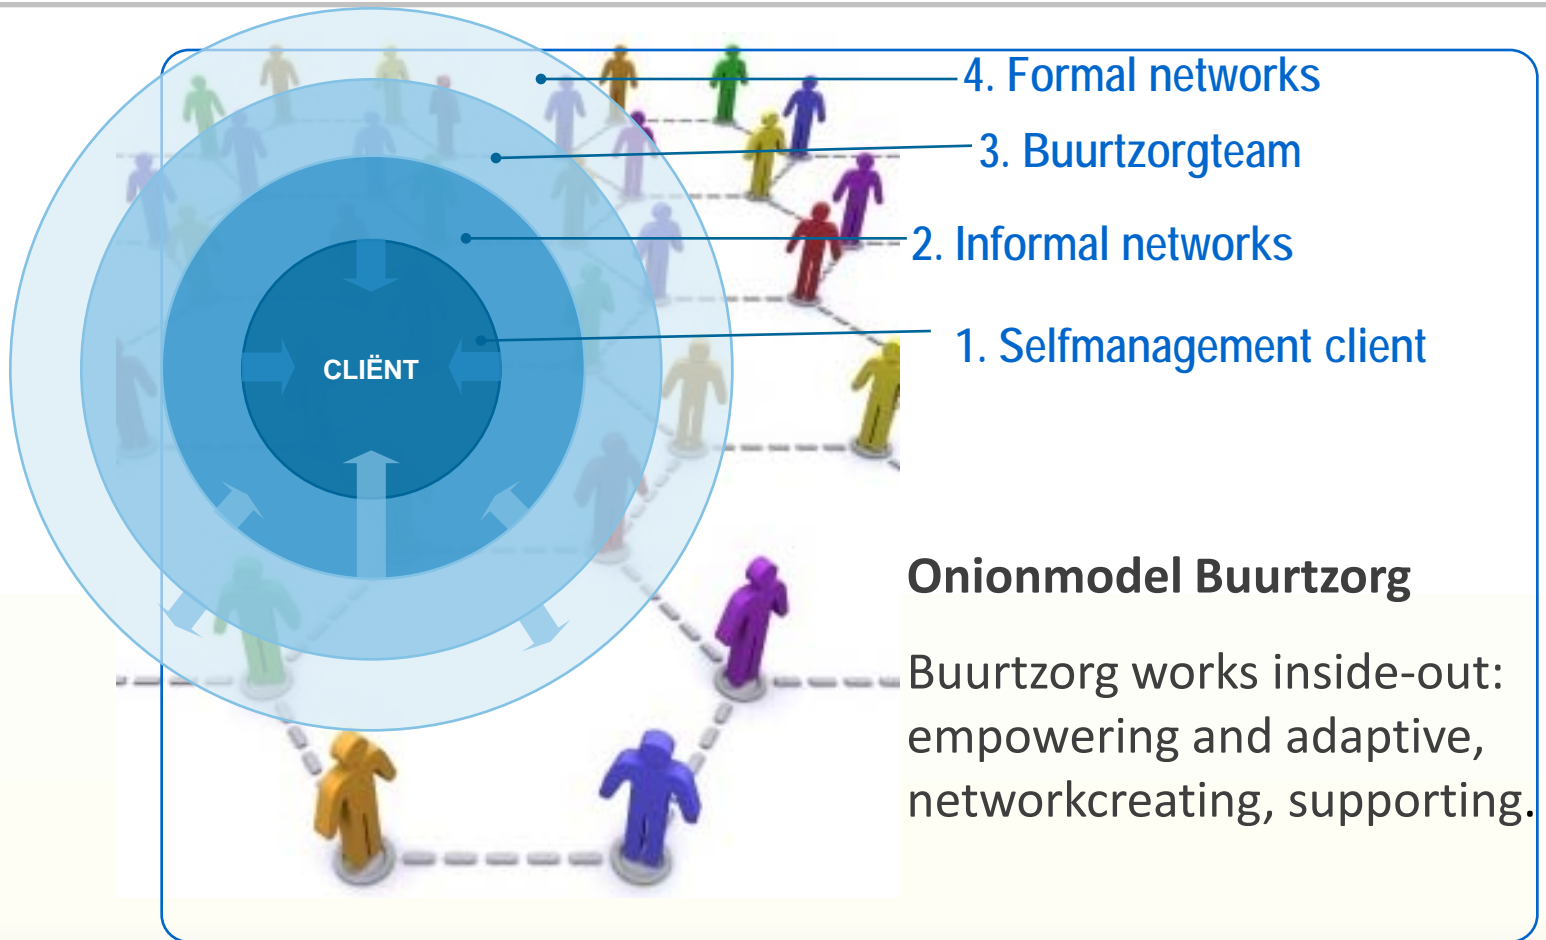 4. Formal networks
3. Buurtzorgteam
2. Informal networks
1. Selfmanagement client
CLIËNT
Onionmodel Buurtzorg
Buurtzorg works inside-out:
empowering and adaptive,
networkcreating, supporting.